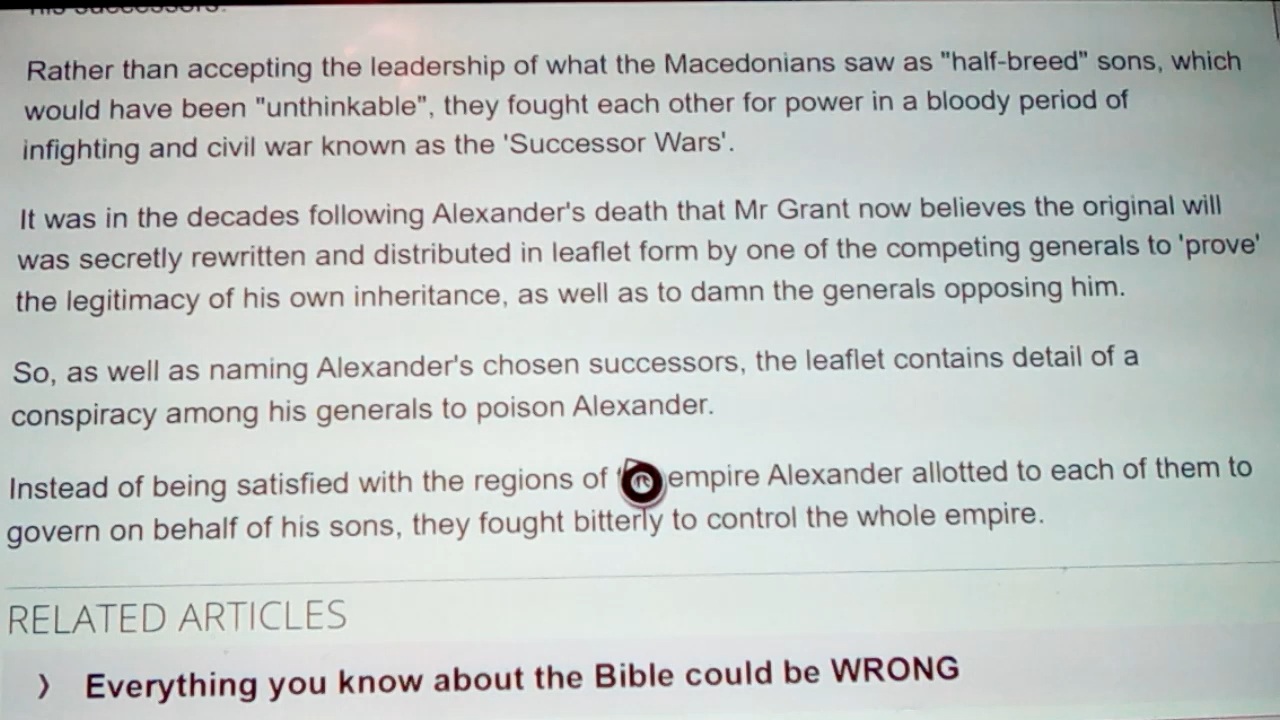 his successors.
Rather than accepting the leadership of what the Macedonians saw as "half-breed" sons, which
would have been "unthinkable", they fought each other for power in a bloody period of
infighting and civil war known as the 'Successor Wars'.
It was in the decades following Alexander's death that Mr Grant now believes the original will
was secretly rewritten and distributed in leaflet form by one of the competing generals to 'prove'
the legitimacy of his own inheritance, as well as to damn the generals opposing him.
So, as well as naming Alexander's chosen successors, the leaflet contains detail of a
conspiracy among his generals to poison Alexander.
Instead of being satisfied with the regions of empire Alexander allotted to each of them to
govern on behalf of his sons, they fought bitterly to control the whole empire.
RELATED ARTICLES
❯ Everything you know about the Bible could be WRONG